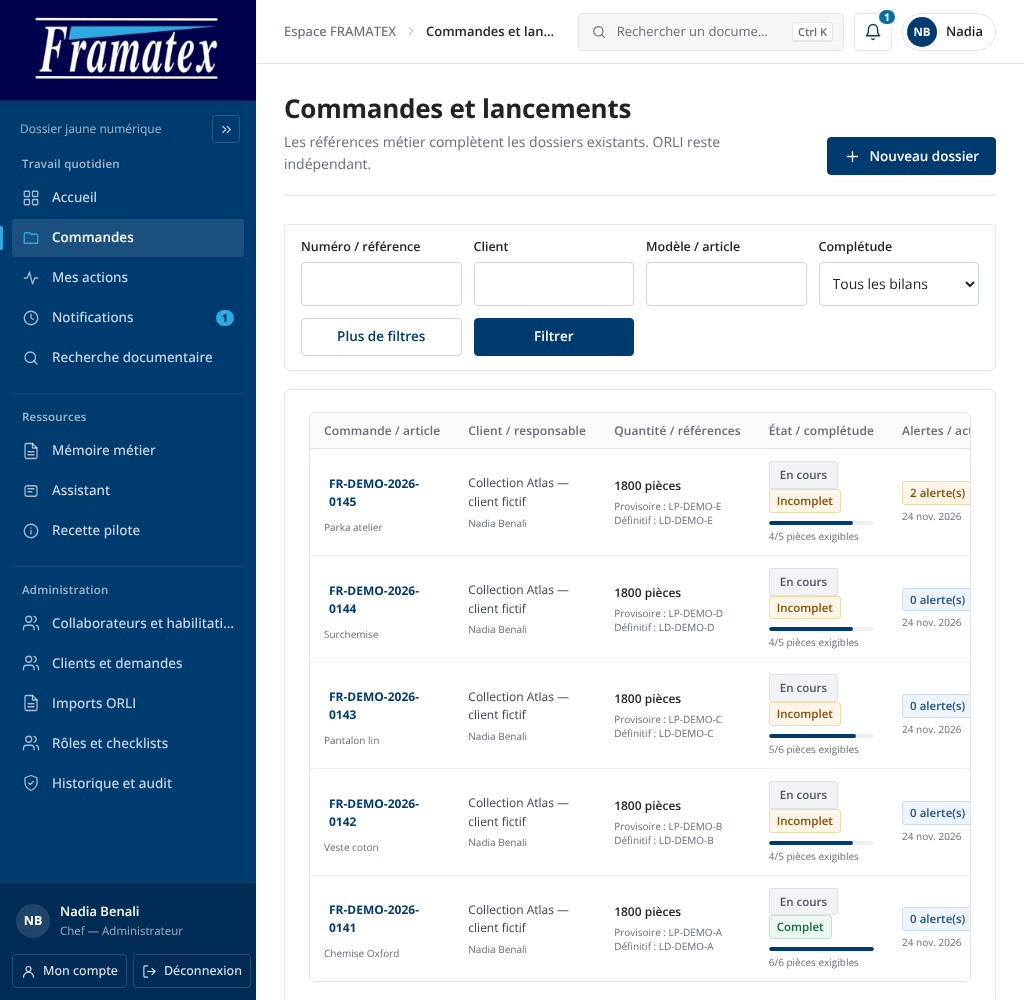 Framatex
Dossier jaune numérique
Travail quotidien
Accueil
Commandes
Mes actions
Notifications 1
Recherche documentaire
Ressources
Mémoire métier
Assistant
Recette pilote
Administration
Collaborateurs et habilitati...
Clients et demandes
Imports ORLI
Rôles et checklists
Historique et audit
NB Nadia Benali
Chef — Administrateur
Mon compte Déconnexion
Espace FRAMATEX Commandes et lan... Rechercher un docume... Ctrl K 1 NB Nadia
Commandes et lancements
Les références métier complètent les dossiers existants. ORLI reste
indépendant.
Nouveau dossier
Numéro / référence Client Modèle / article Complétude
Tous les bilans
Plus de filtres Filtrer
Commande / article Client / responsable Quantité / références État / complétude Alertes / act
FR-DEMO-2026-
0145
Parka atelier
Collection Atlas —
client fictif
Nadia Benali
1800 pièces
Provisoire : LP-DEMO-E
Définitif : LD-DEMO-E
En cours
Incomplet
4/5 pièces exigibles
2 alerte(s)
24 nov. 2026
FR-DEMO-2026-
0144
Surchemise
Collection Atlas —
client fictif
Nadia Benali
1800 pièces
Provisoire : LP-DEMO-D
Définitif : LD-DEMO-D
En cours
Incomplet
4/5 pièces exigibles
0 alerte(s)
24 nov. 2026
FR-DEMO-2026-
0143
Pantalon lin
Collection Atlas —
client fictif
Nadia Benali
1800 pièces
Provisoire : LP-DEMO-C
Définitif : LD-DEMO-C
En cours
Incomplet
5/6 pièces exigibles
0 alerte(s)
24 nov. 2026
FR-DEMO-2026-
0142
Veste coton
Collection Atlas —
client fictif
Nadia Benali
1800 pièces
Provisoire : LP-DEMO-B
Définitif : LD-DEMO-B
En cours
Incomplet
4/5 pièces exigibles
0 alerte(s)
24 nov. 2026
FR-DEMO-2026-
0141
Chemise Oxford
Collection Atlas —
client fictif
Nadia Benali
1800 pièces
Provisoire : LP-DEMO-A
Définitif : LD-DEMO-A
En cours
Complet
6/6 pièces exigibles
0 alerte(s)
24 nov. 2026